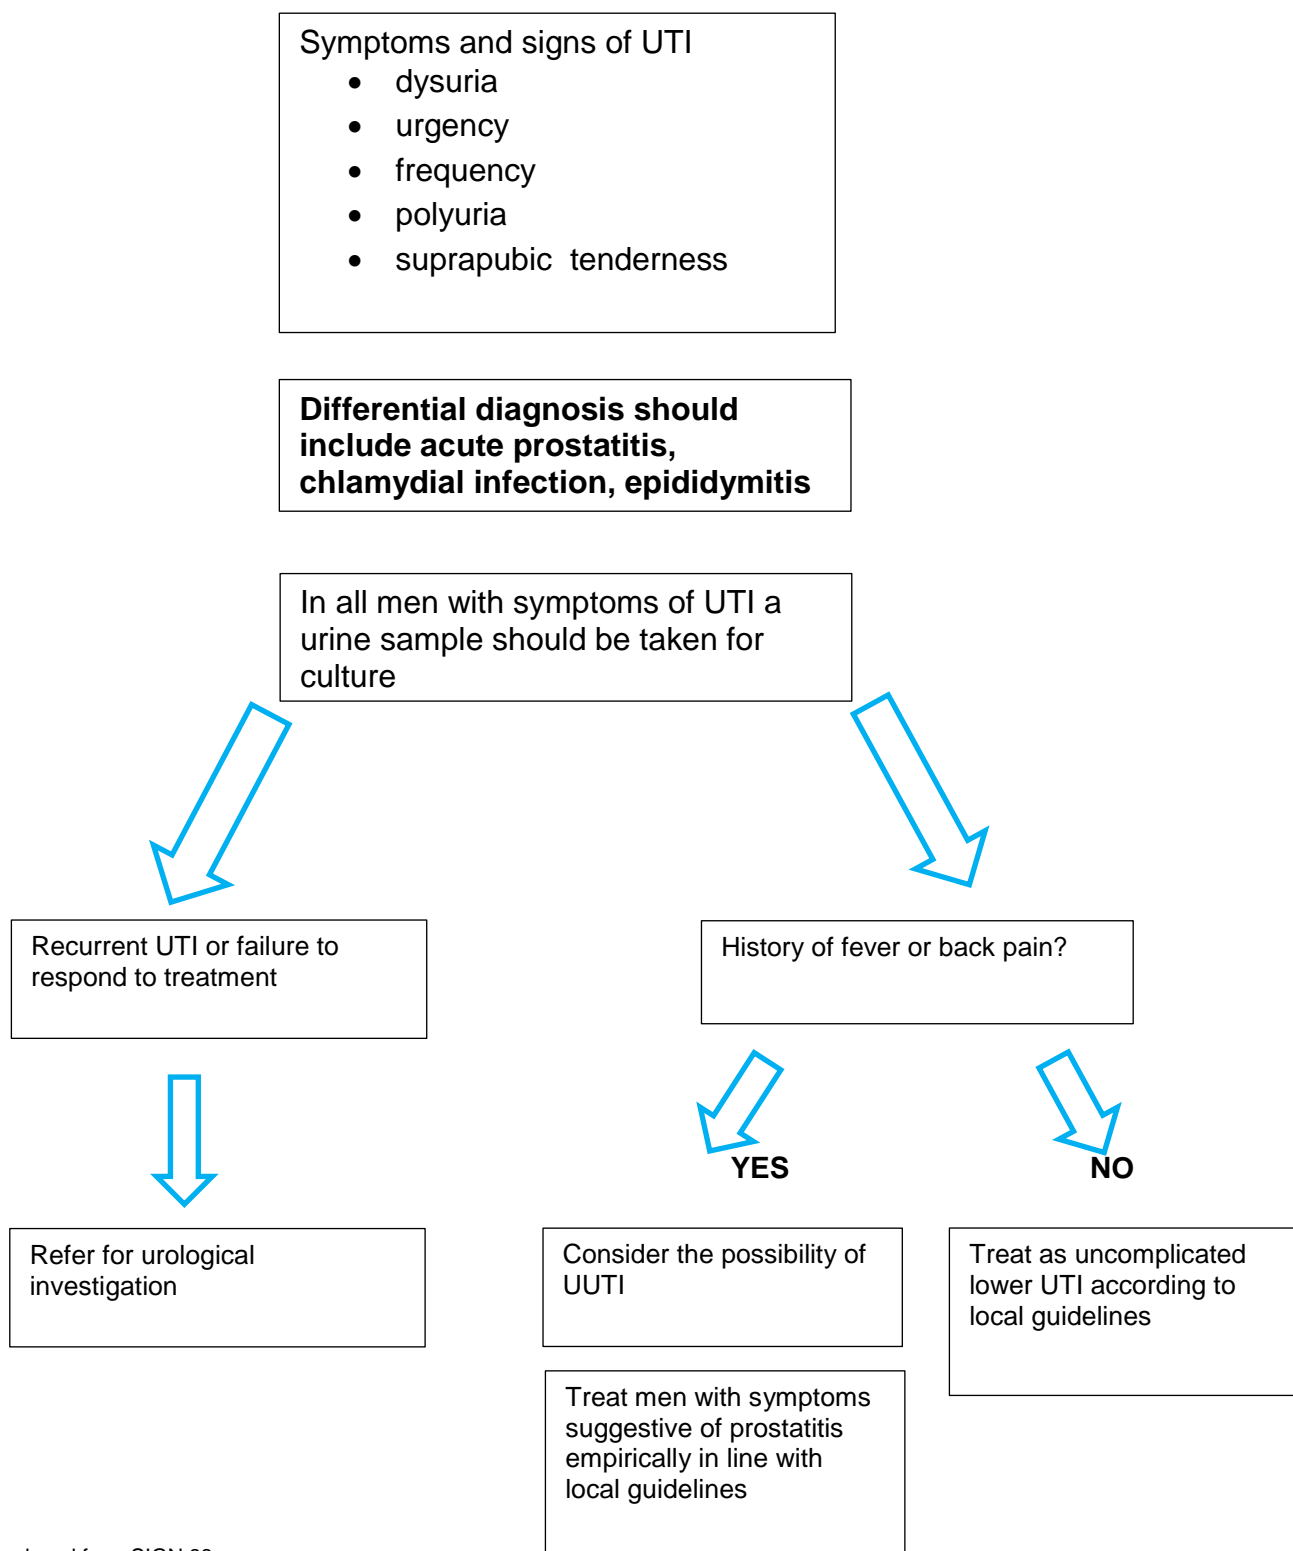 Symptoms and signs of UTI
• dysuria
• urgency
• frequency
• polyuria
• suprapubic tenderness
Differential diagnosis should
include acute prostatitis,
chlamydial infection, epididymitis
In all men with symptoms of UTI a
urine sample should be taken for
culture
Recurrent UTI or failure to
respond to treatment
History of fever or back pain?
YES
NO
Refer for urological
investigation
Consider the possibility of
UUTI
Treat as uncomplicated
lower UTI according to
local guidelines
Treat men with symptoms
suggestive of prostatitis
empirically in line with
local guidelines